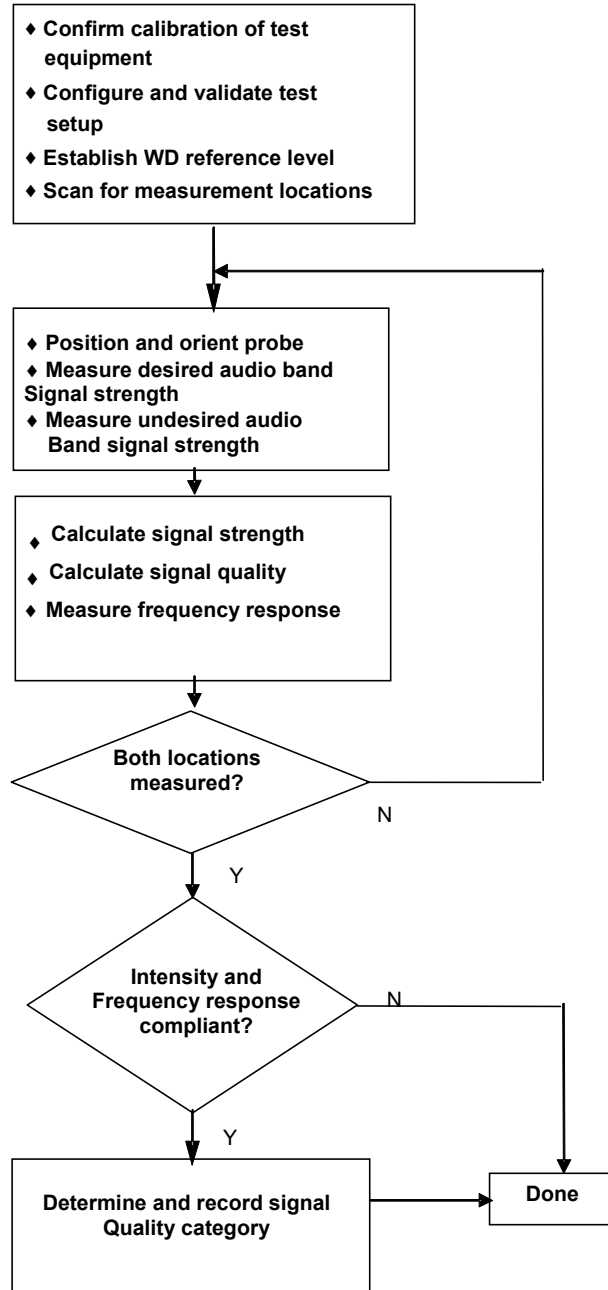 ♦ Confirm calibration of test
equipment
♦ Configure and validate test
setup
♦ Establish WD reference level
♦ Scan for measurement locations
♦ Position and orient probe
♦ Measure desired audio band
Signal strength
♦ Measure undesired audio
Band signal strength
♦ Calculate signal strength
♦ Calculate signal quality
♦ Measure frequency response
Both locations
measured?
N
Y
Intensity and
Frequency response
compliant?
N
Y
Determine and record signal
Quality category
Done